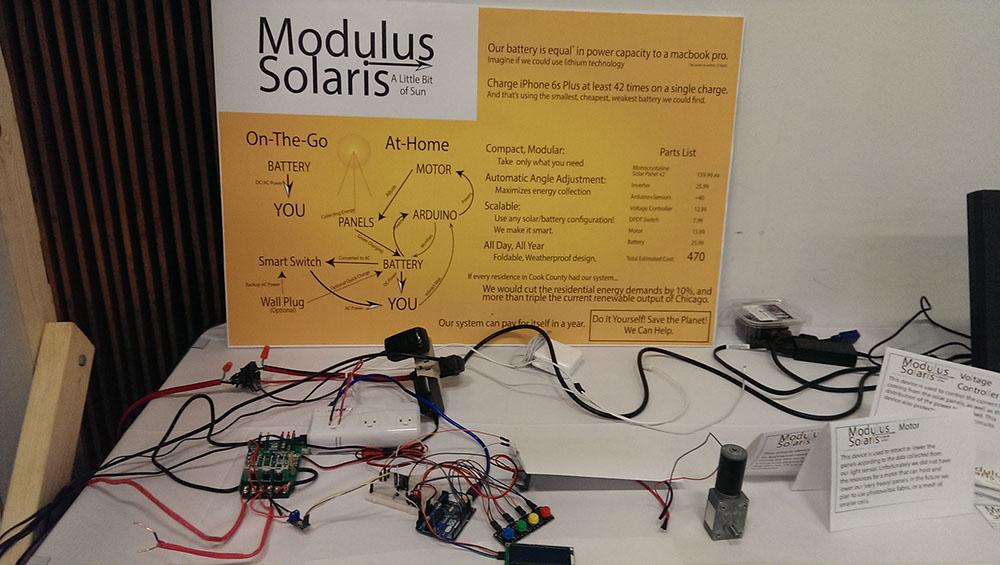 Modulus
Solaris
A Little Bit
of Sun
Our battery is equal* in power capacity to a macbook pro.
Imagine if we could use lithium technology
Charge iPhone 6s Plus at least 42 times on a single charge.
And that's using the smallest, cheapest, weakest battery we could find.
On-The-Go
BATTERY
DC/AC Power
YOU
At-Home
MOTOR
Adjusts
Powers
Collecting Energy
PANELS
ARDUINO
Green Charging
Monitors
Smart Switch
Converted to AC
BATTERY
Backup AC Power
Optional Quick Charge
DC Power
Wall Plug
(Optional)
AC Power
YOU
Compact, Modular:
Take only what you need
Automatic Angle Adjustment:
Maximizes energy collection
Scalable:
Use any solar/battery configuration!
We make it smart.
All Day, All Year
Foldable, Weatherproof design.
Parts List
Monocrystalline
Solar Panel x2 159.99 ea.
Inverter 25.99
Arduino+Sensors ~40
Voltage Controller 12.99
DPDT Switch 7.99
Motor 15.99
Battery 25.99
Total Estimated Cost: 470
If every residence in Cook County had our system...
We would cut the residential energy demands by 10%, and
more than triple the current renewable output of Chicago.
Our system can pay for itself in a year.
Do It Yourself! Save the Planet!
We Can Help.
Modulus
Solaris
Voltage
Controller
This device is used to control the current
coming from the solar panels, as well as
distribution of the power
device also
Modulus
Solaris
Modulus
Solaris
Motor
This device is used to retract or lower the
panels according to the data collected from
our light sensor. Unfortunately we did not have
the resources for a motor that can hold and
lower our (very heavy) panels. In the future we
plan to use photovoltaic fabric, or a mesh of
smaller cells.